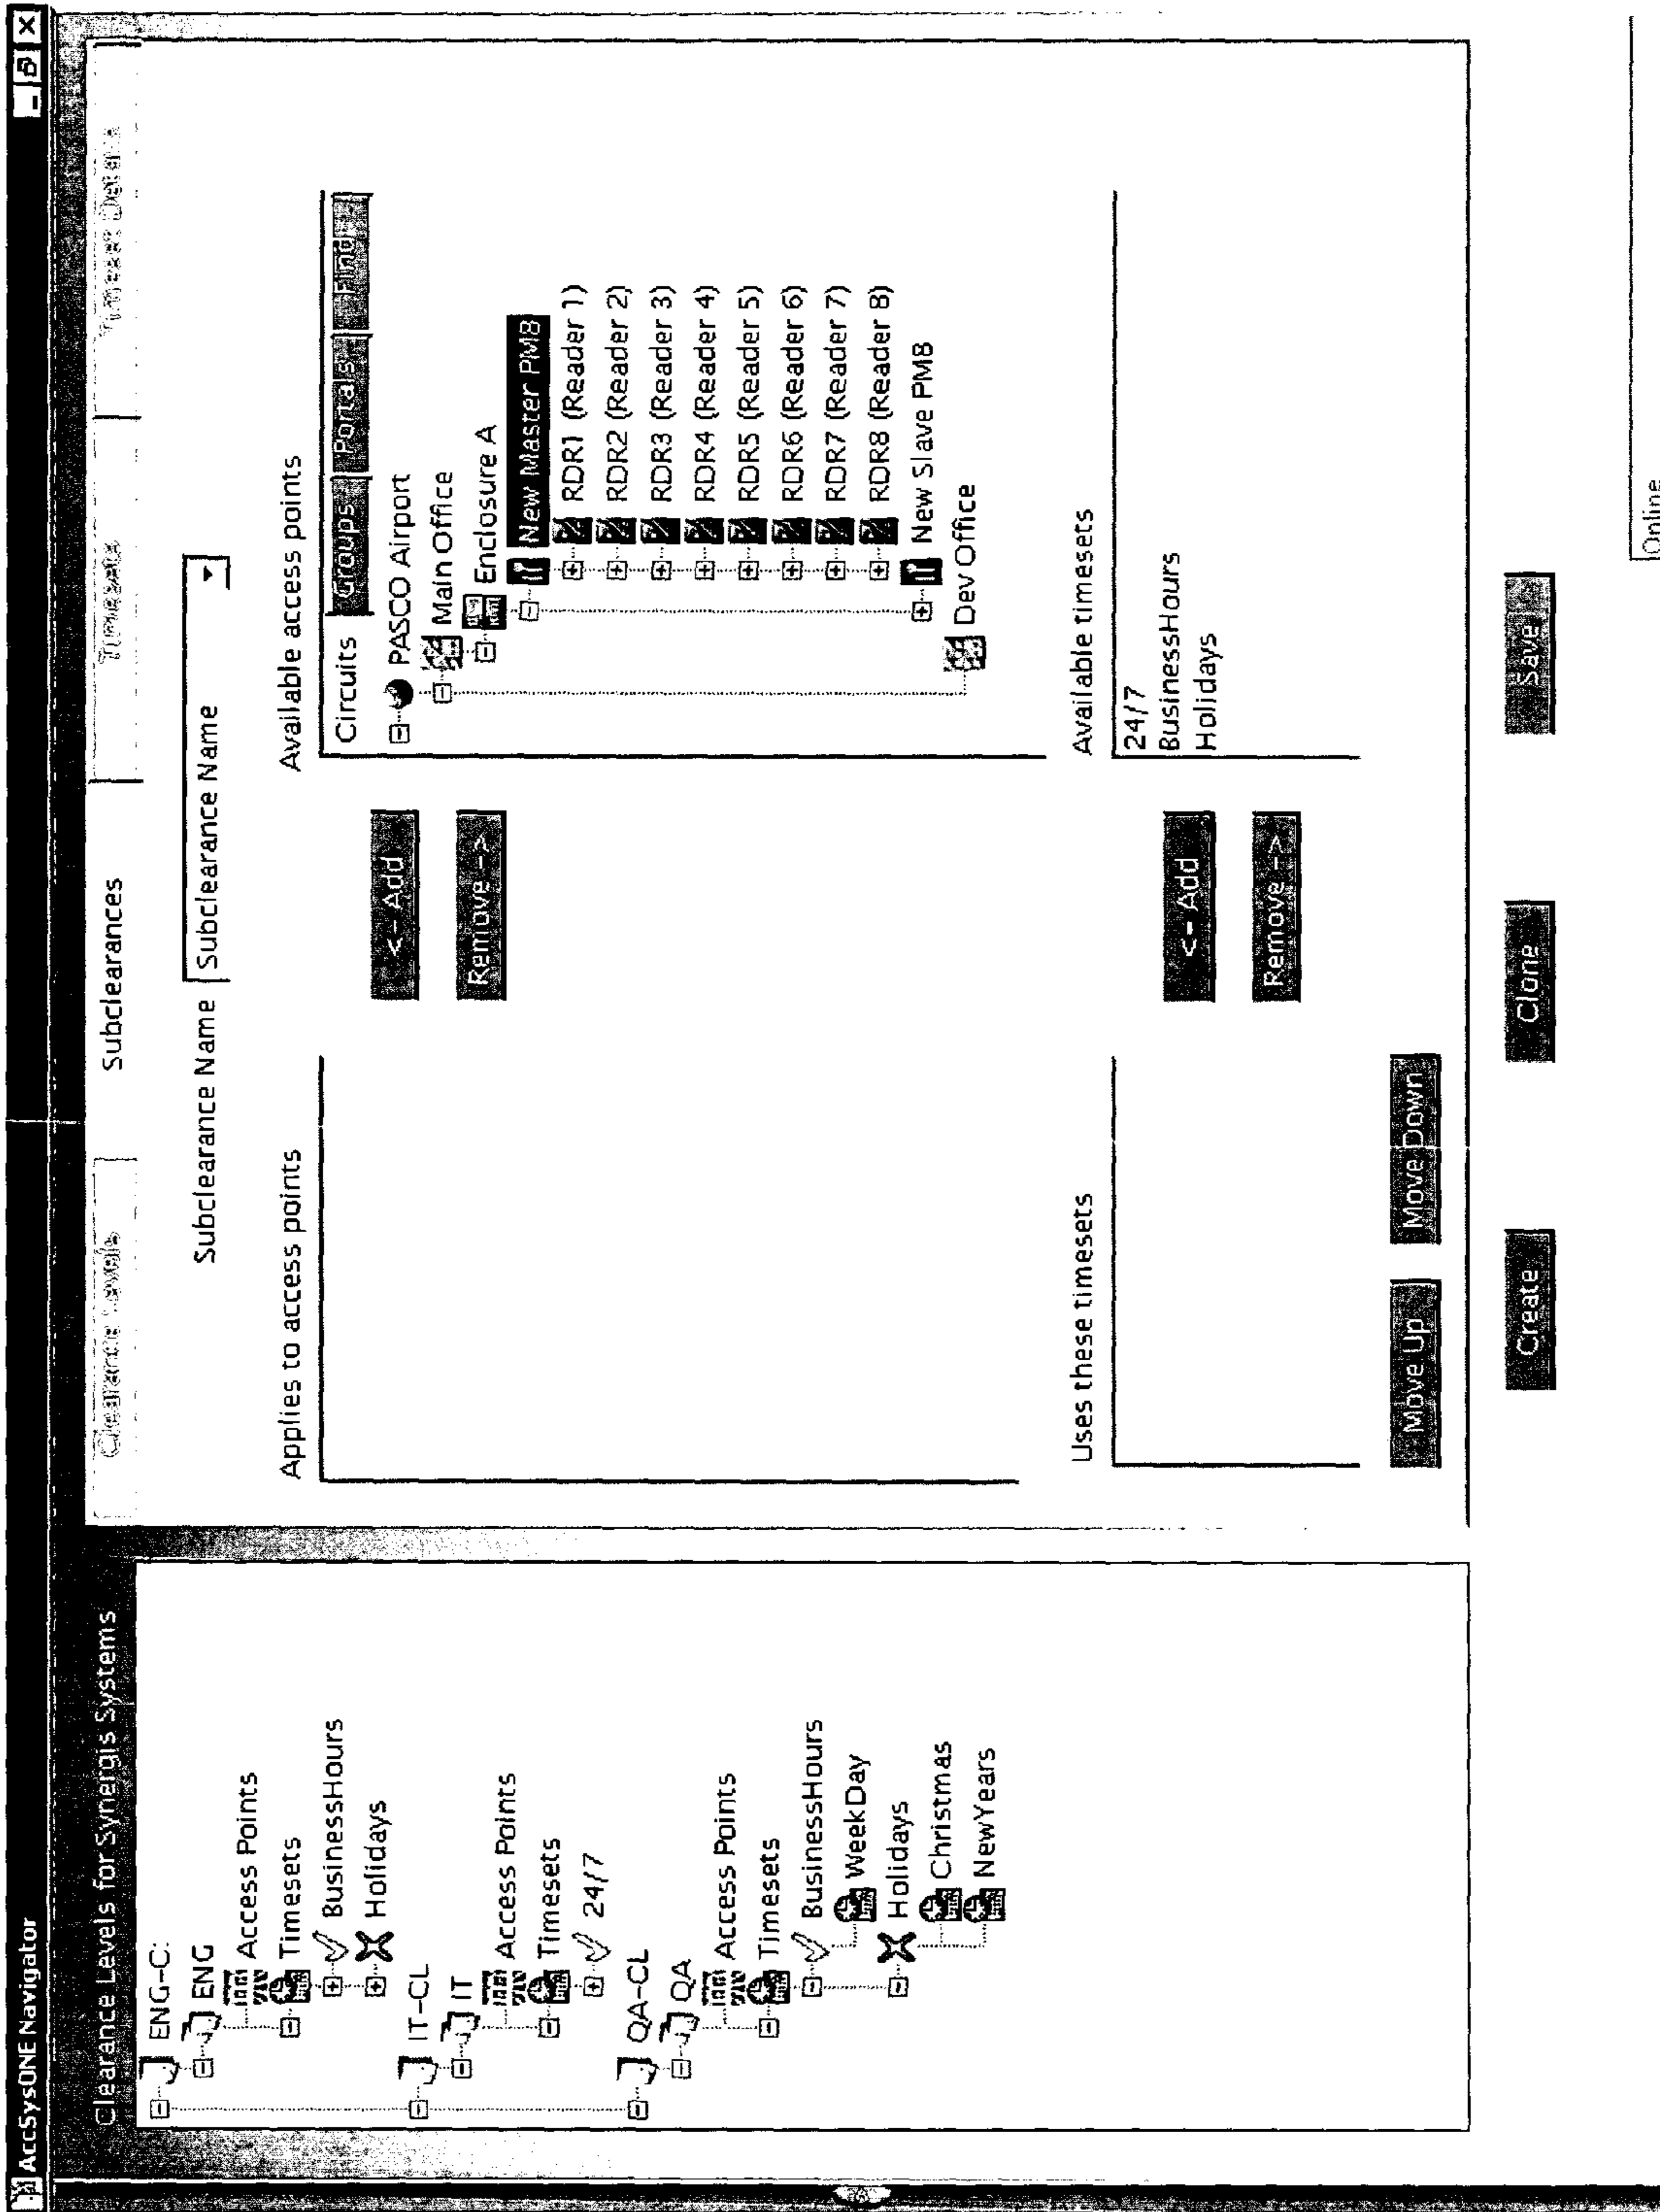 AccSysONE Navigator
Clearance Levels for Synergis Systems
ENG-C:
ENG
Access Points
Timesets
BusinessHours
Holidays
IT-CL
IT
Access Points
Timesets
24/7
QA-CL
QA
Access Points
Timesets
BusinessHours
WeekDay
Holidays
Christmas
NewYears
Clearance Levels
Subclearances
Timesets
Subclearance Name
Subclearance Name
Applies to access points
<-- Add
Remove -->
Available access points
Circuits
Groups
Portals
Find
PASCO Airport
Main Office
Enclosure A
New Master PM8
RDR1 (Reader 1)
RDR2 (Reader 2)
RDR3 (Reader 3)
RDR4 (Reader 4)
RDR5 (Reader 5)
RDR6 (Reader 6)
RDR7 (Reader 7)
RDR8 (Reader 8)
New Slave PM8
Dev Office
Uses these timesets
<-- Add
Remove -->
Available timesets
24/7
BusinessHours
Holidays
Move Up
Move Down
Create
Clone
Save
Online